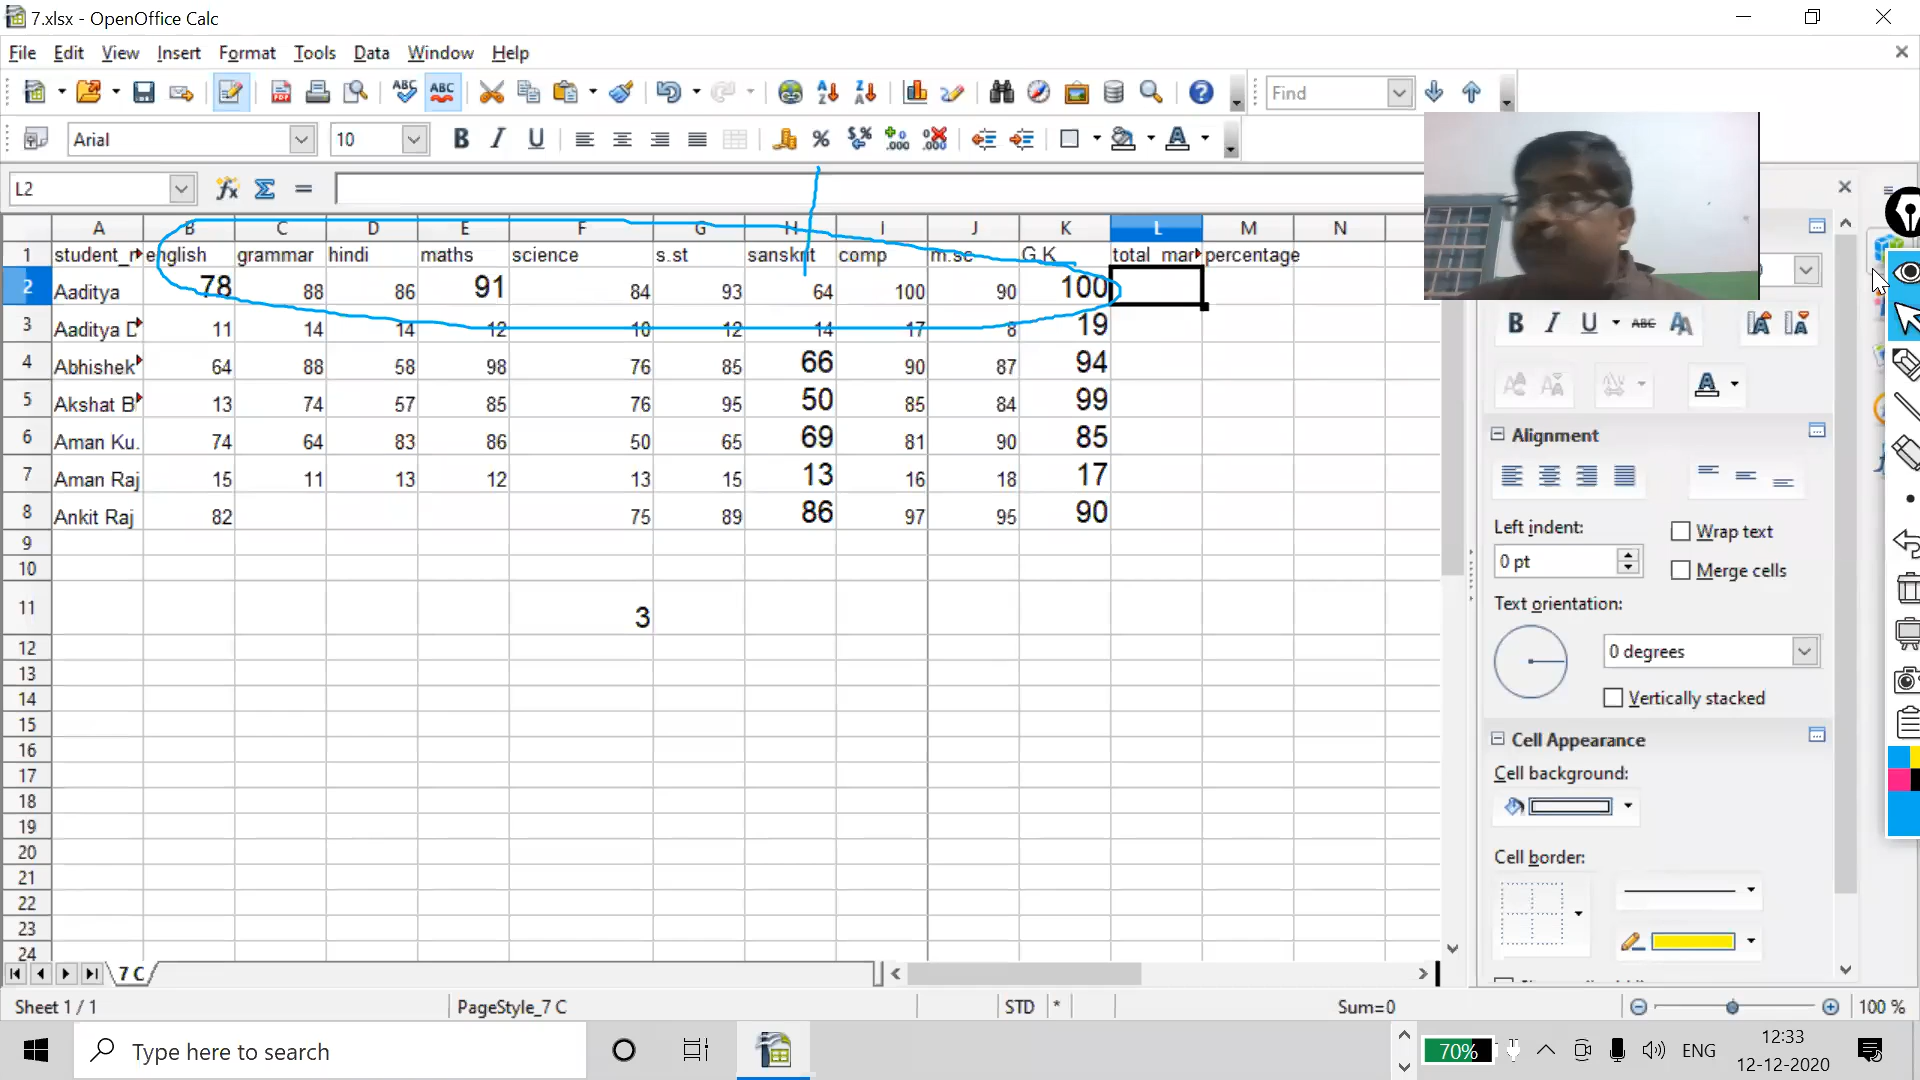 7.xlsx - OpenOffice Calc
File Edit View Insert Format Tools Data Window Help
Find
Arial 10
L2
A B C D E F G H I J K L M N
1 student_n english grammar hindi maths science s.st sanskrit comp m.sc G.K total mar percentage
2 Aaditya 78 88 86 91 84 93 64 100 90 100
3 Aaditya D 11 14 14 12 10 12 14 17 8 19
4 Abhishek 64 88 58 98 76 85 66 90 87 94
5 Akshat B 13 74 57 85 76 95 50 85 84 99
6 Aman Ku. 74 64 83 86 50 65 69 81 90 85
7 Aman Raj 15 11 13 12 13 15 13 16 18 17
8 Ankit Raj 82 75 89 86 97 95 90
9
10
11 3
12
13
14
15
16
17
18
19
20
21
22
23
24
Alignment
Left indent:
0 pt
Wrap text
Merge cells
Text orientation:
0 degrees
Vertically stacked
Cell Appearance
Cell background:
Cell border:
7 C
Sheet 1 / 1 PageStyle_7 C STD * Sum=0 100 %
Type here to search
70% ENG 12:33
12-12-2020